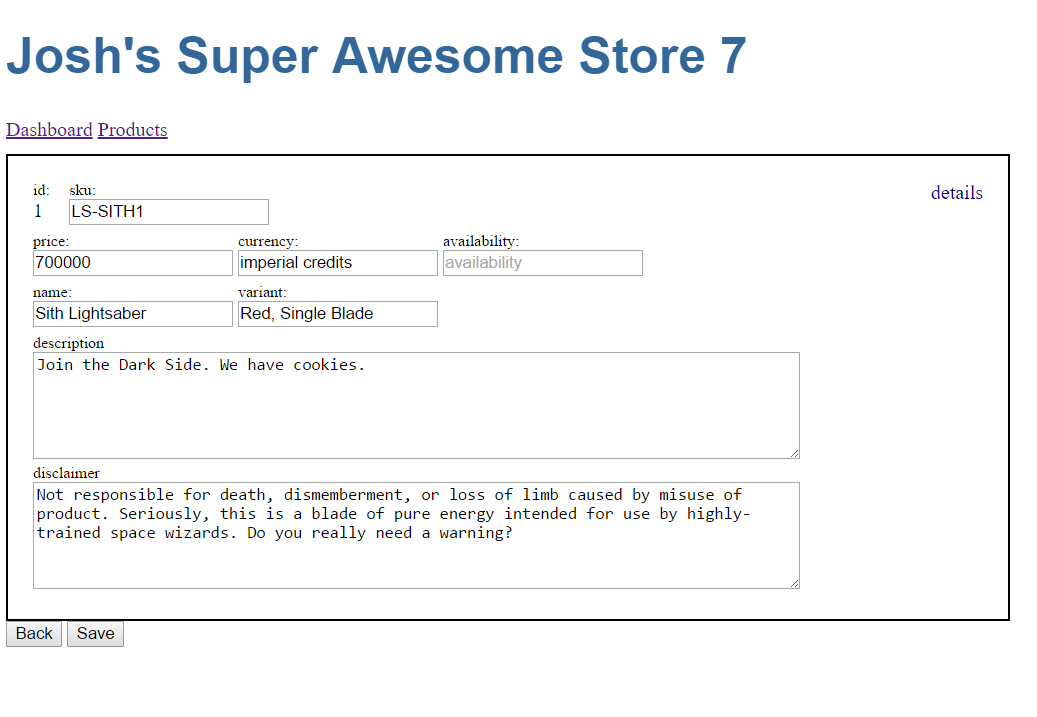 Josh's Super Awesome Store 7
Dashboard Products
id: sku: details
1 LS-SITH1
price: currency: availability:
700000 imperial credits availability
name: variant:
Sith Lightsaber Red, Single Blade
description
Join the Dark Side. We have cookies.
disclaimer
Not responsible for death, dismemberment, or loss of limb caused by misuse of
product. Seriously, this is a blade of pure energy intended for use by highly-
trained space wizards. Do you really need a warning?
Back Save